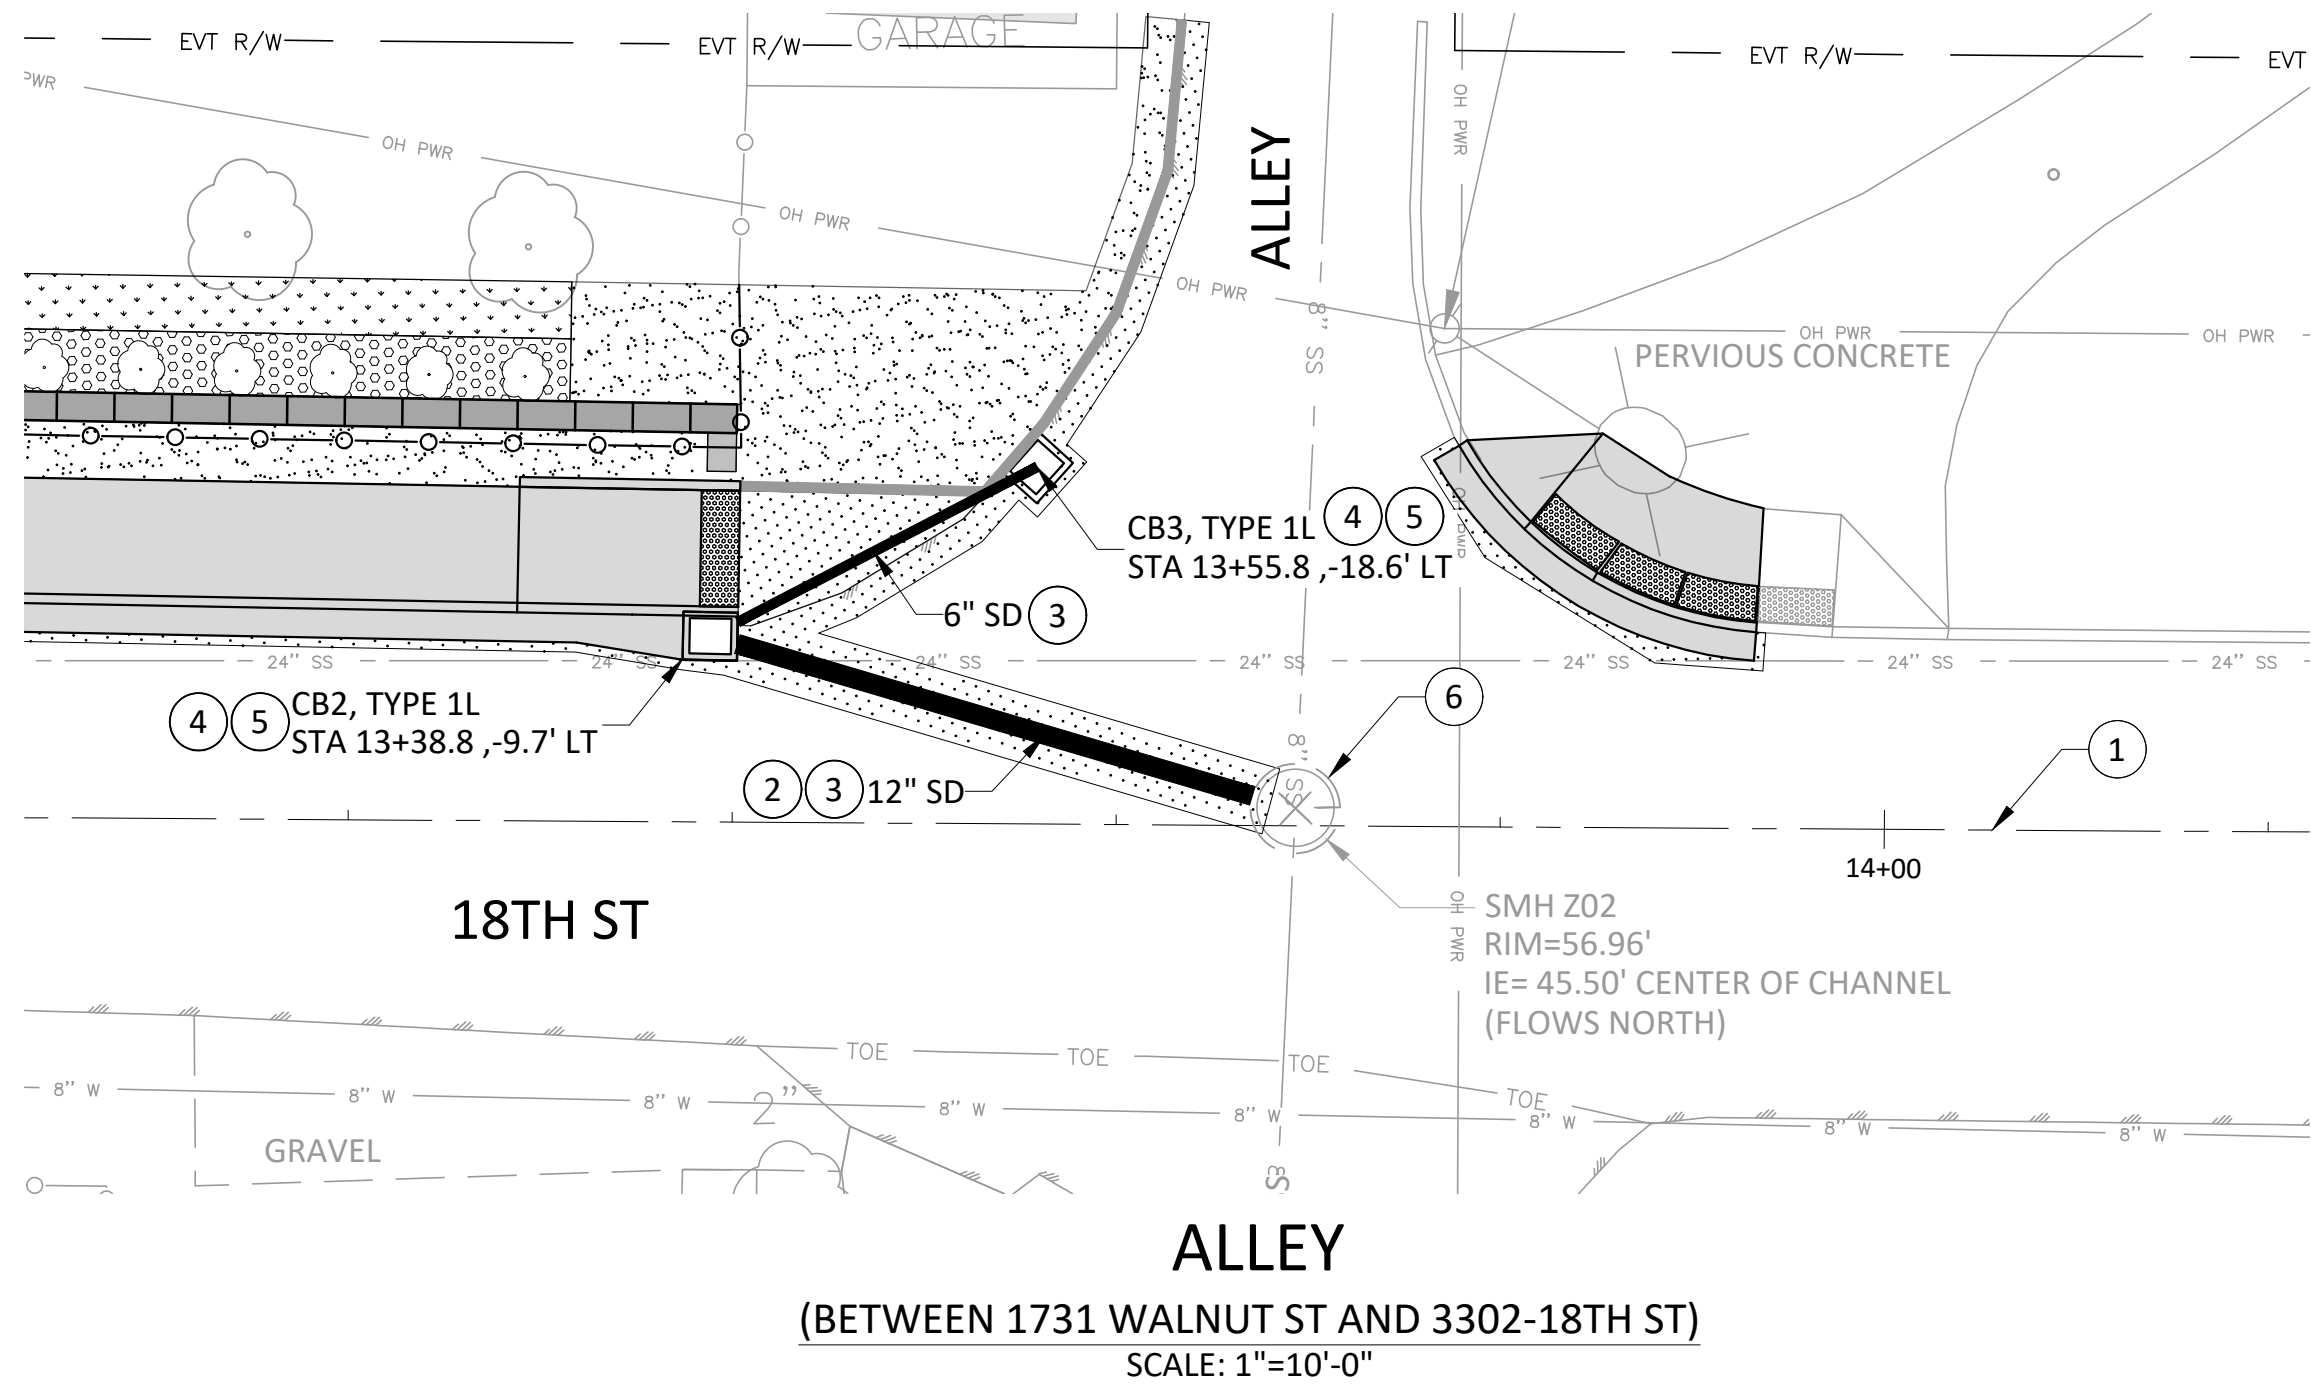 EVT R/W
EVT R/W
GARAGE
EVT R/W
EVT
PWR
OH PWR
OH PWR
OH PWR
OH PWR
ALLEY
8'' SS
OH PWR
OH PWR
PERVIOUS CONCRETE
OH PWR
CB3, TYPE 1L 4 5
STA 13+55.8 ,-18.6' LT
6" SD 3
24'' SS
24'' SS
24'' SS
24'' SS
24'' SS
24'' SS
24'' SS
4 5 CB2, TYPE 1L
STA 13+38.8 ,-9.7' LT
6
8'' SS
1
2 3 12" SD
14+00
18TH ST
OH PWR
SMH Z02
RIM=56.96'
IE= 45.50' CENTER OF CHANNEL
(FLOWS NORTH)
TOE
TOE
TOE
TOE
8'' W
8'' W
8'' W
2''
8'' W
8'' W
8'' W
8'' W
8'' W
GRAVEL
ALLEY
(BETWEEN 1731 WALNUT ST AND 3302-18TH ST)
SCALE: 1"=10'-0"